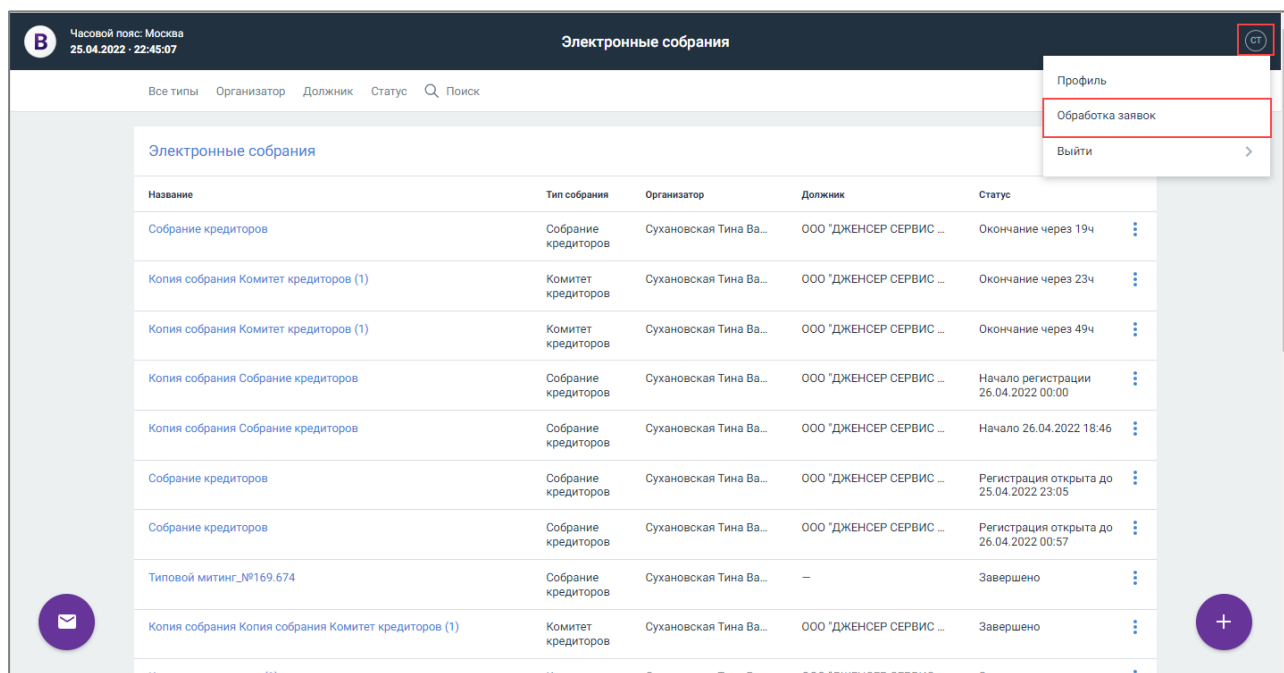 B
Часовой пояс: Москва
25.04.2022 · 22:45:07
Электронные собрания
СТ
Все типы Организатор Должник Статус Поиск
Профиль
Обработка заявок
Выйти
Электронные собрания
Название Тип собрания Организатор Должник Статус
Собрание кредиторов Собрание Сухановская Тина Ва... ООО "ДЖЕНСЕР СЕРВИС ... Окончание через 19ч
кредиторов
Копия собрания Комитет кредиторов (1) Комитет Сухановская Тина Ва... ООО "ДЖЕНСЕР СЕРВИС ... Окончание через 23ч
кредиторов
Копия собрания Комитет кредиторов (1) Комитет Сухановская Тина Ва... ООО "ДЖЕНСЕР СЕРВИС ... Окончание через 49ч
кредиторов
Копия собрания Собрание кредиторов Собрание Сухановская Тина Ва... ООО "ДЖЕНСЕР СЕРВИС ... Начало регистрации
кредиторов 26.04.2022 00:00
Копия собрания Собрание кредиторов Собрание Сухановская Тина Ва... ООО "ДЖЕНСЕР СЕРВИС ... Начало 26.04.2022 18:46
кредиторов
Собрание кредиторов Собрание Сухановская Тина Ва... ООО "ДЖЕНСЕР СЕРВИС ... Регистрация открыта до
кредиторов 25.04.2022 23:05
Собрание кредиторов Собрание Сухановская Тина Ва... ООО "ДЖЕНСЕР СЕРВИС ... Регистрация открыта до
кредиторов 26.04.2022 00:57
Типовой митинг_№169.674 Собрание Сухановская Тина Ва... — Завершено
кредиторов
Копия собрания Копия собрания Комитет кредиторов (1) Комитет Сухановская Тина Ва... ООО "ДЖЕНСЕР СЕРВИС ... Завершено
кредиторов